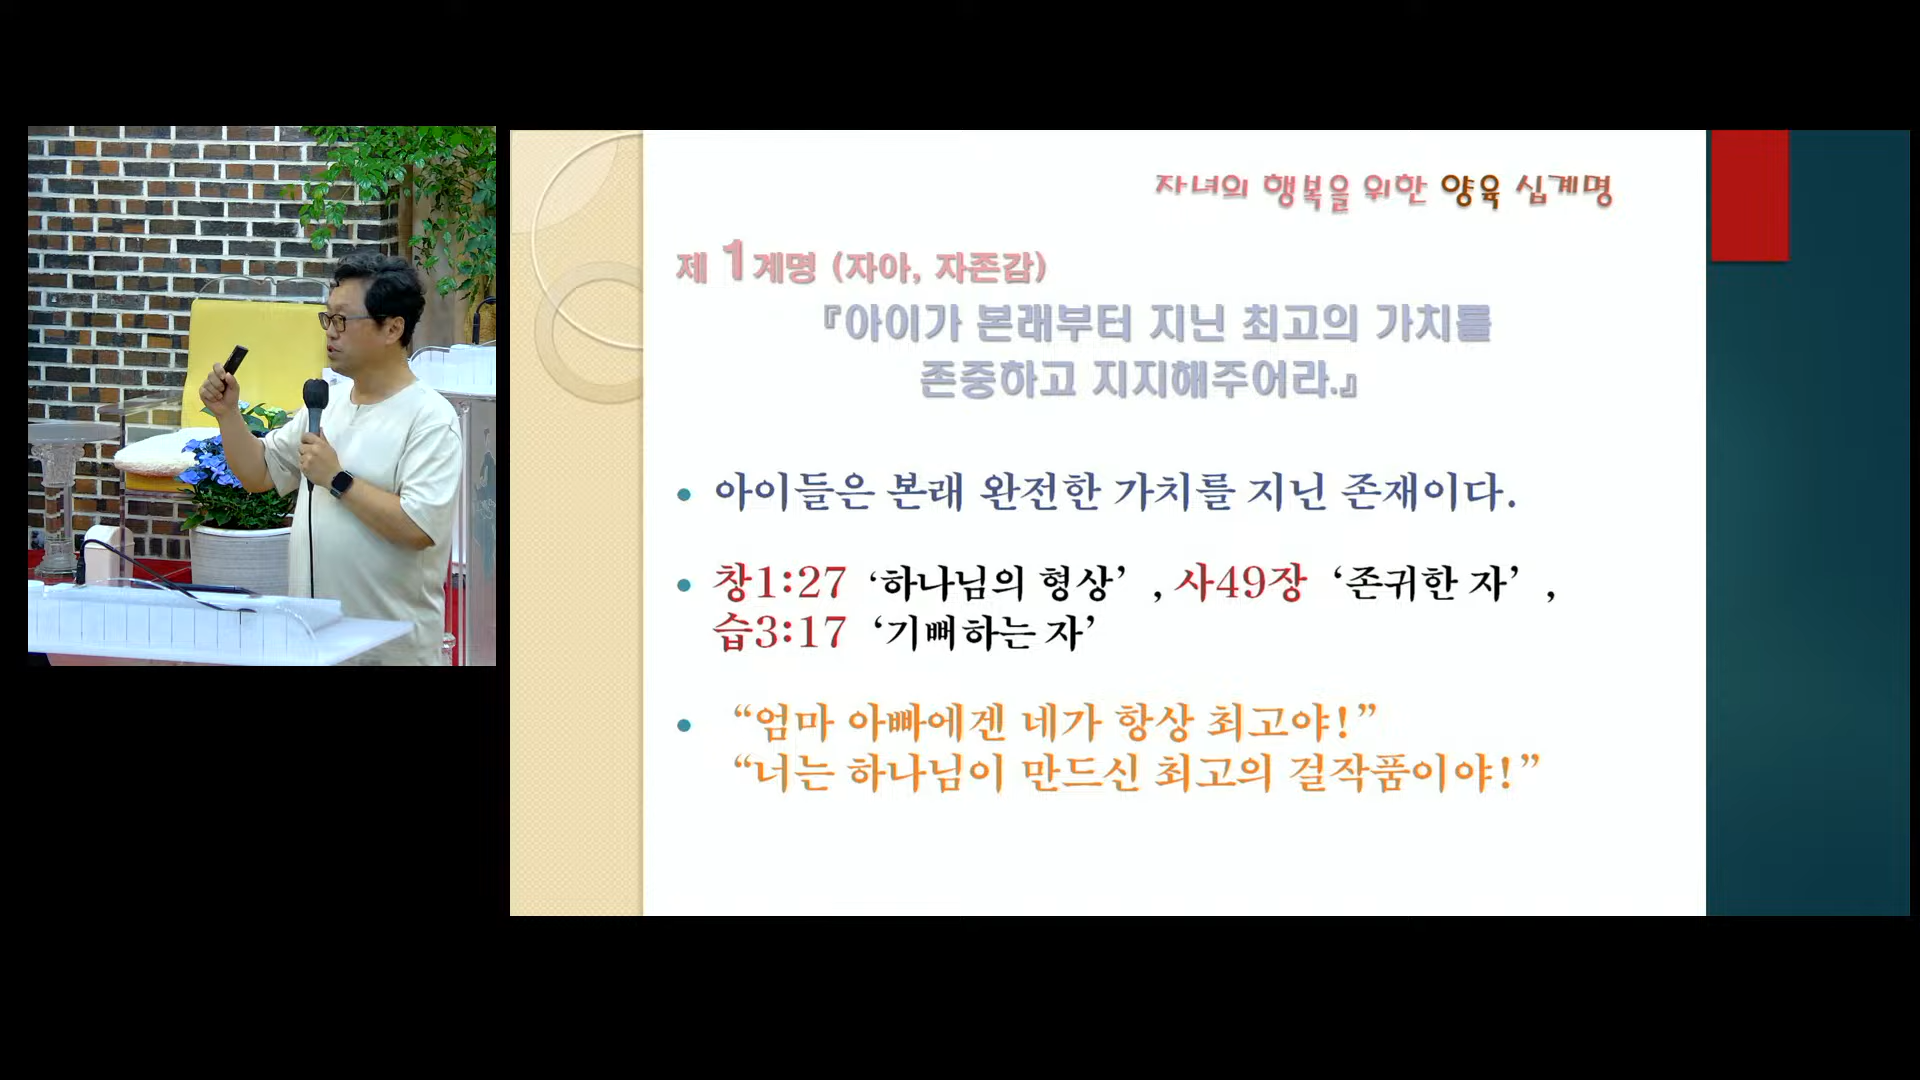 자녀의 행복을 위한 양육 십계명
제 1계명 (자아, 자존감)
『아이가 본래부터 지닌 최고의 가치를
존중하고 지지해주어라.』
• 아이들은 본래 완전한 가치를 지닌 존재이다.
• 창1:27 ‘하나님의 형상’ , 사49장 ‘존귀한 자’ ,
습3:17 ‘기뻐하는 자’
• “엄마 아빠에겐 네가 항상 최고야!”
“너는 하나님이 만드신 최고의 걸작품이야!”